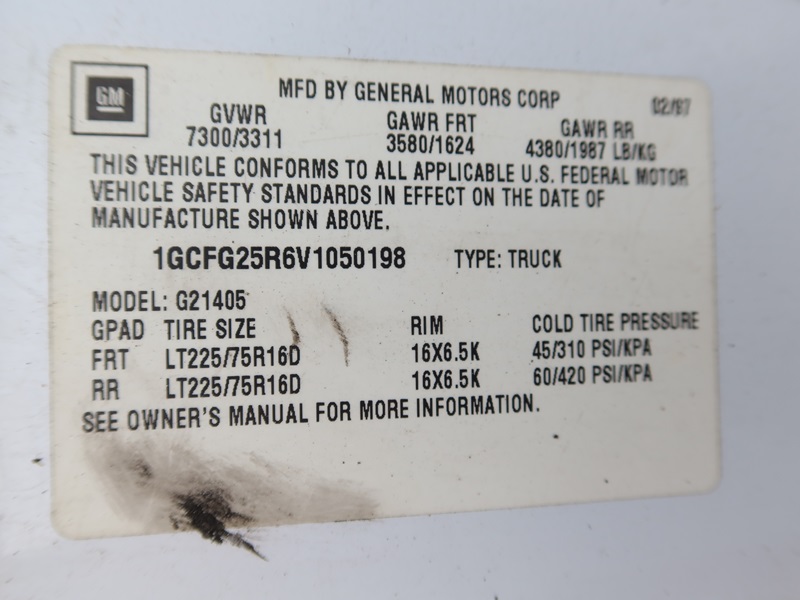 GM
MFD BY GENERAL MOTORS CORP 02/97
GVWR GAWR FRT GAWR RR
7300/3311 3580/1624 4380/1987 LB/KG
THIS VEHICLE CONFORMS TO ALL APPLICABLE U.S. FEDERAL MOTOR
VEHICLE SAFETY STANDARDS IN EFFECT ON THE DATE OF
MANUFACTURE SHOWN ABOVE.
1GCFG25R6V1050198 TYPE: TRUCK
MODEL: G21405
GPAD TIRE SIZE RIM COLD TIRE PRESSURE
FRT LT225/75R16D 16X6.5K 45/310 PSI/KPA
RR LT225/75R16D 16X6.5K 60/420 PSI/KPA
SEE OWNER'S MANUAL FOR MORE INFORMATION.